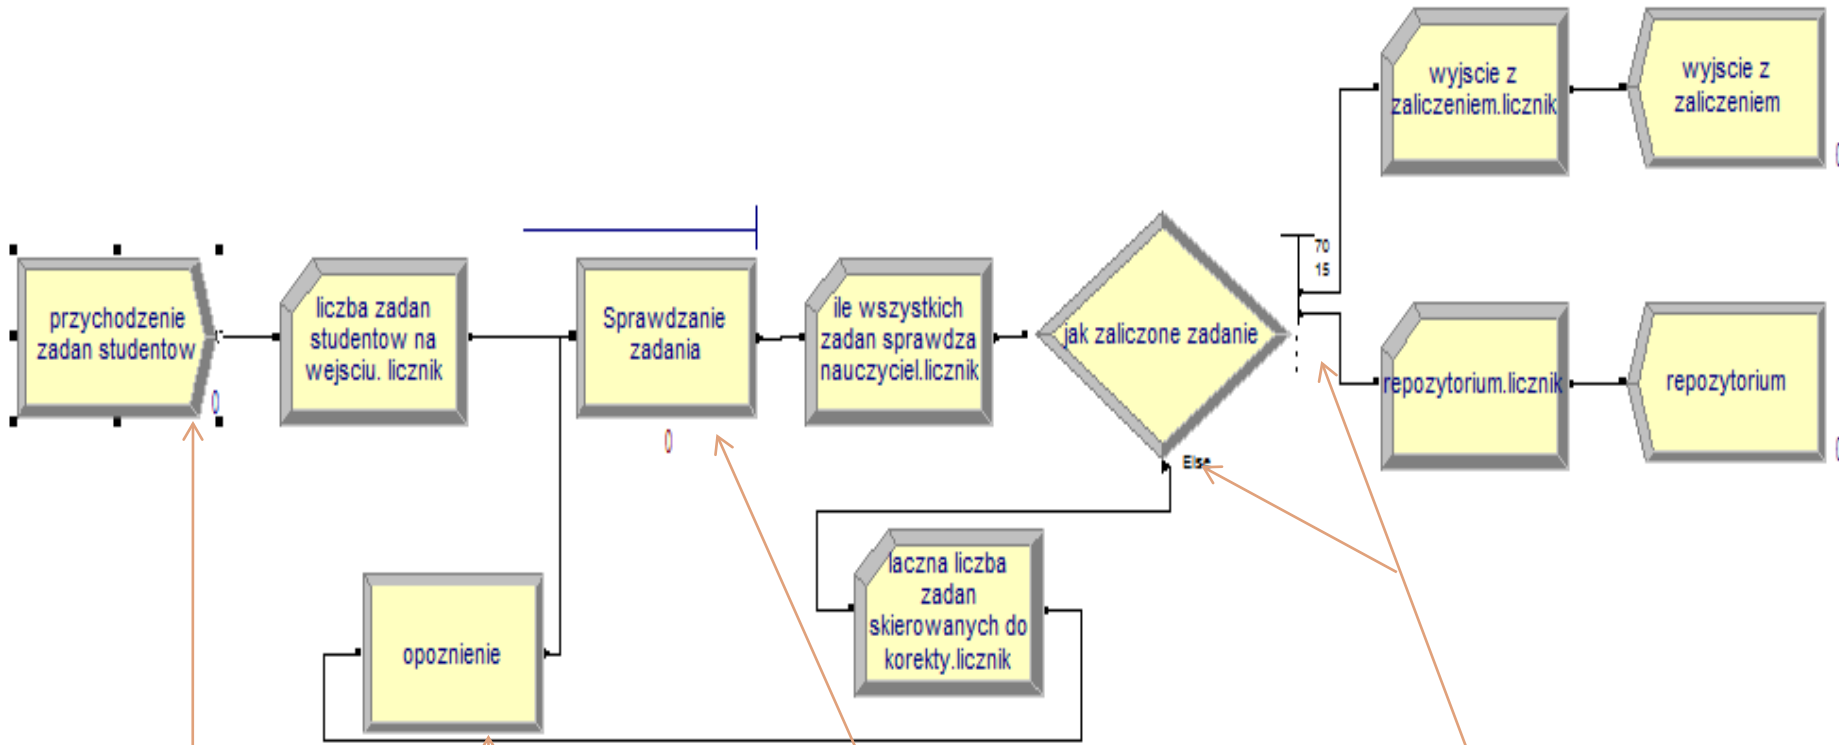 przychodzenie
zadan studentow
0
liczba zadan
studentow na
wejsciu. licznik
Sprawdzanie
zadania
0
ile wszystkich
zadan sprawdza
nauczyciel.licznik
jak zaliczone zadanie
70
15
Else
wyjscie z
zaliczeniem.licznik
wyjscie z
zaliczeniem
0
repozytorium.licznik
repozytorium
0
laczna liczba
zadan
skierowanych do
korekty.licznik
opoznienie